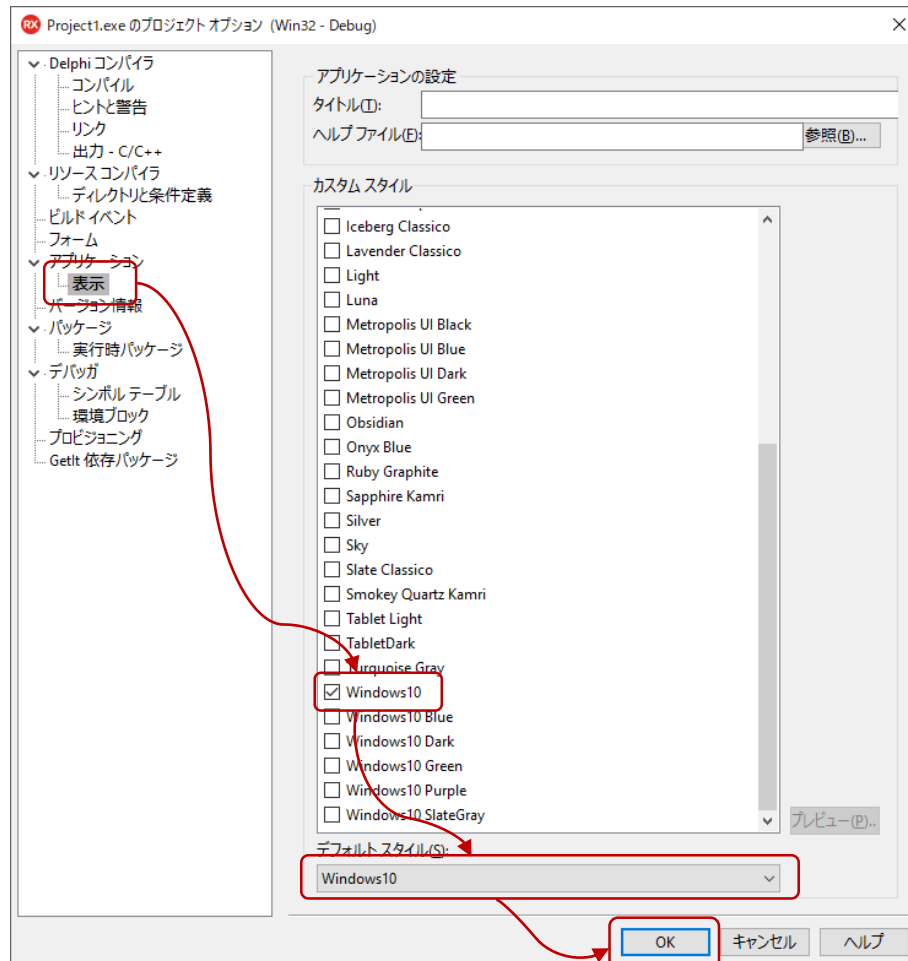 RX Project1.exe のプロジェクト オプション (Win32 - Debug)
Delphi コンパイラ
コンパイル
ヒントと警告
リンク
出力 - C/C++
リソース コンパイラ
ディレクトリと条件定義
ビルド イベント
フォーム
アプリケーション
表示
バージョン情報
パッケージ
実行時パッケージ
デバッガ
シンボル テーブル
環境ブロック
プロビジョニング
GetIt 依存パッケージ
アプリケーションの設定
タイトル(T):
ヘルプ ファイル(F):
参照(B)...
カスタム スタイル
Iceberg Classico
Lavender Classico
Light
Luna
Metropolis UI Black
Metropolis UI Blue
Metropolis UI Dark
Metropolis UI Green
Obsidian
Onyx Blue
Ruby Graphite
Sapphire Kamri
Silver
Sky
Slate Classico
Smokey Quartz Kamri
Tablet Light
TabletDark
Turquoise Gray
Windows10
Windows10 Blue
Windows10 Dark
Windows10 Green
Windows10 Purple
Windows10 SlateGray
プレビュー(P)..
デフォルト スタイル(S):
Windows10
OK
キャンセル
ヘルプ